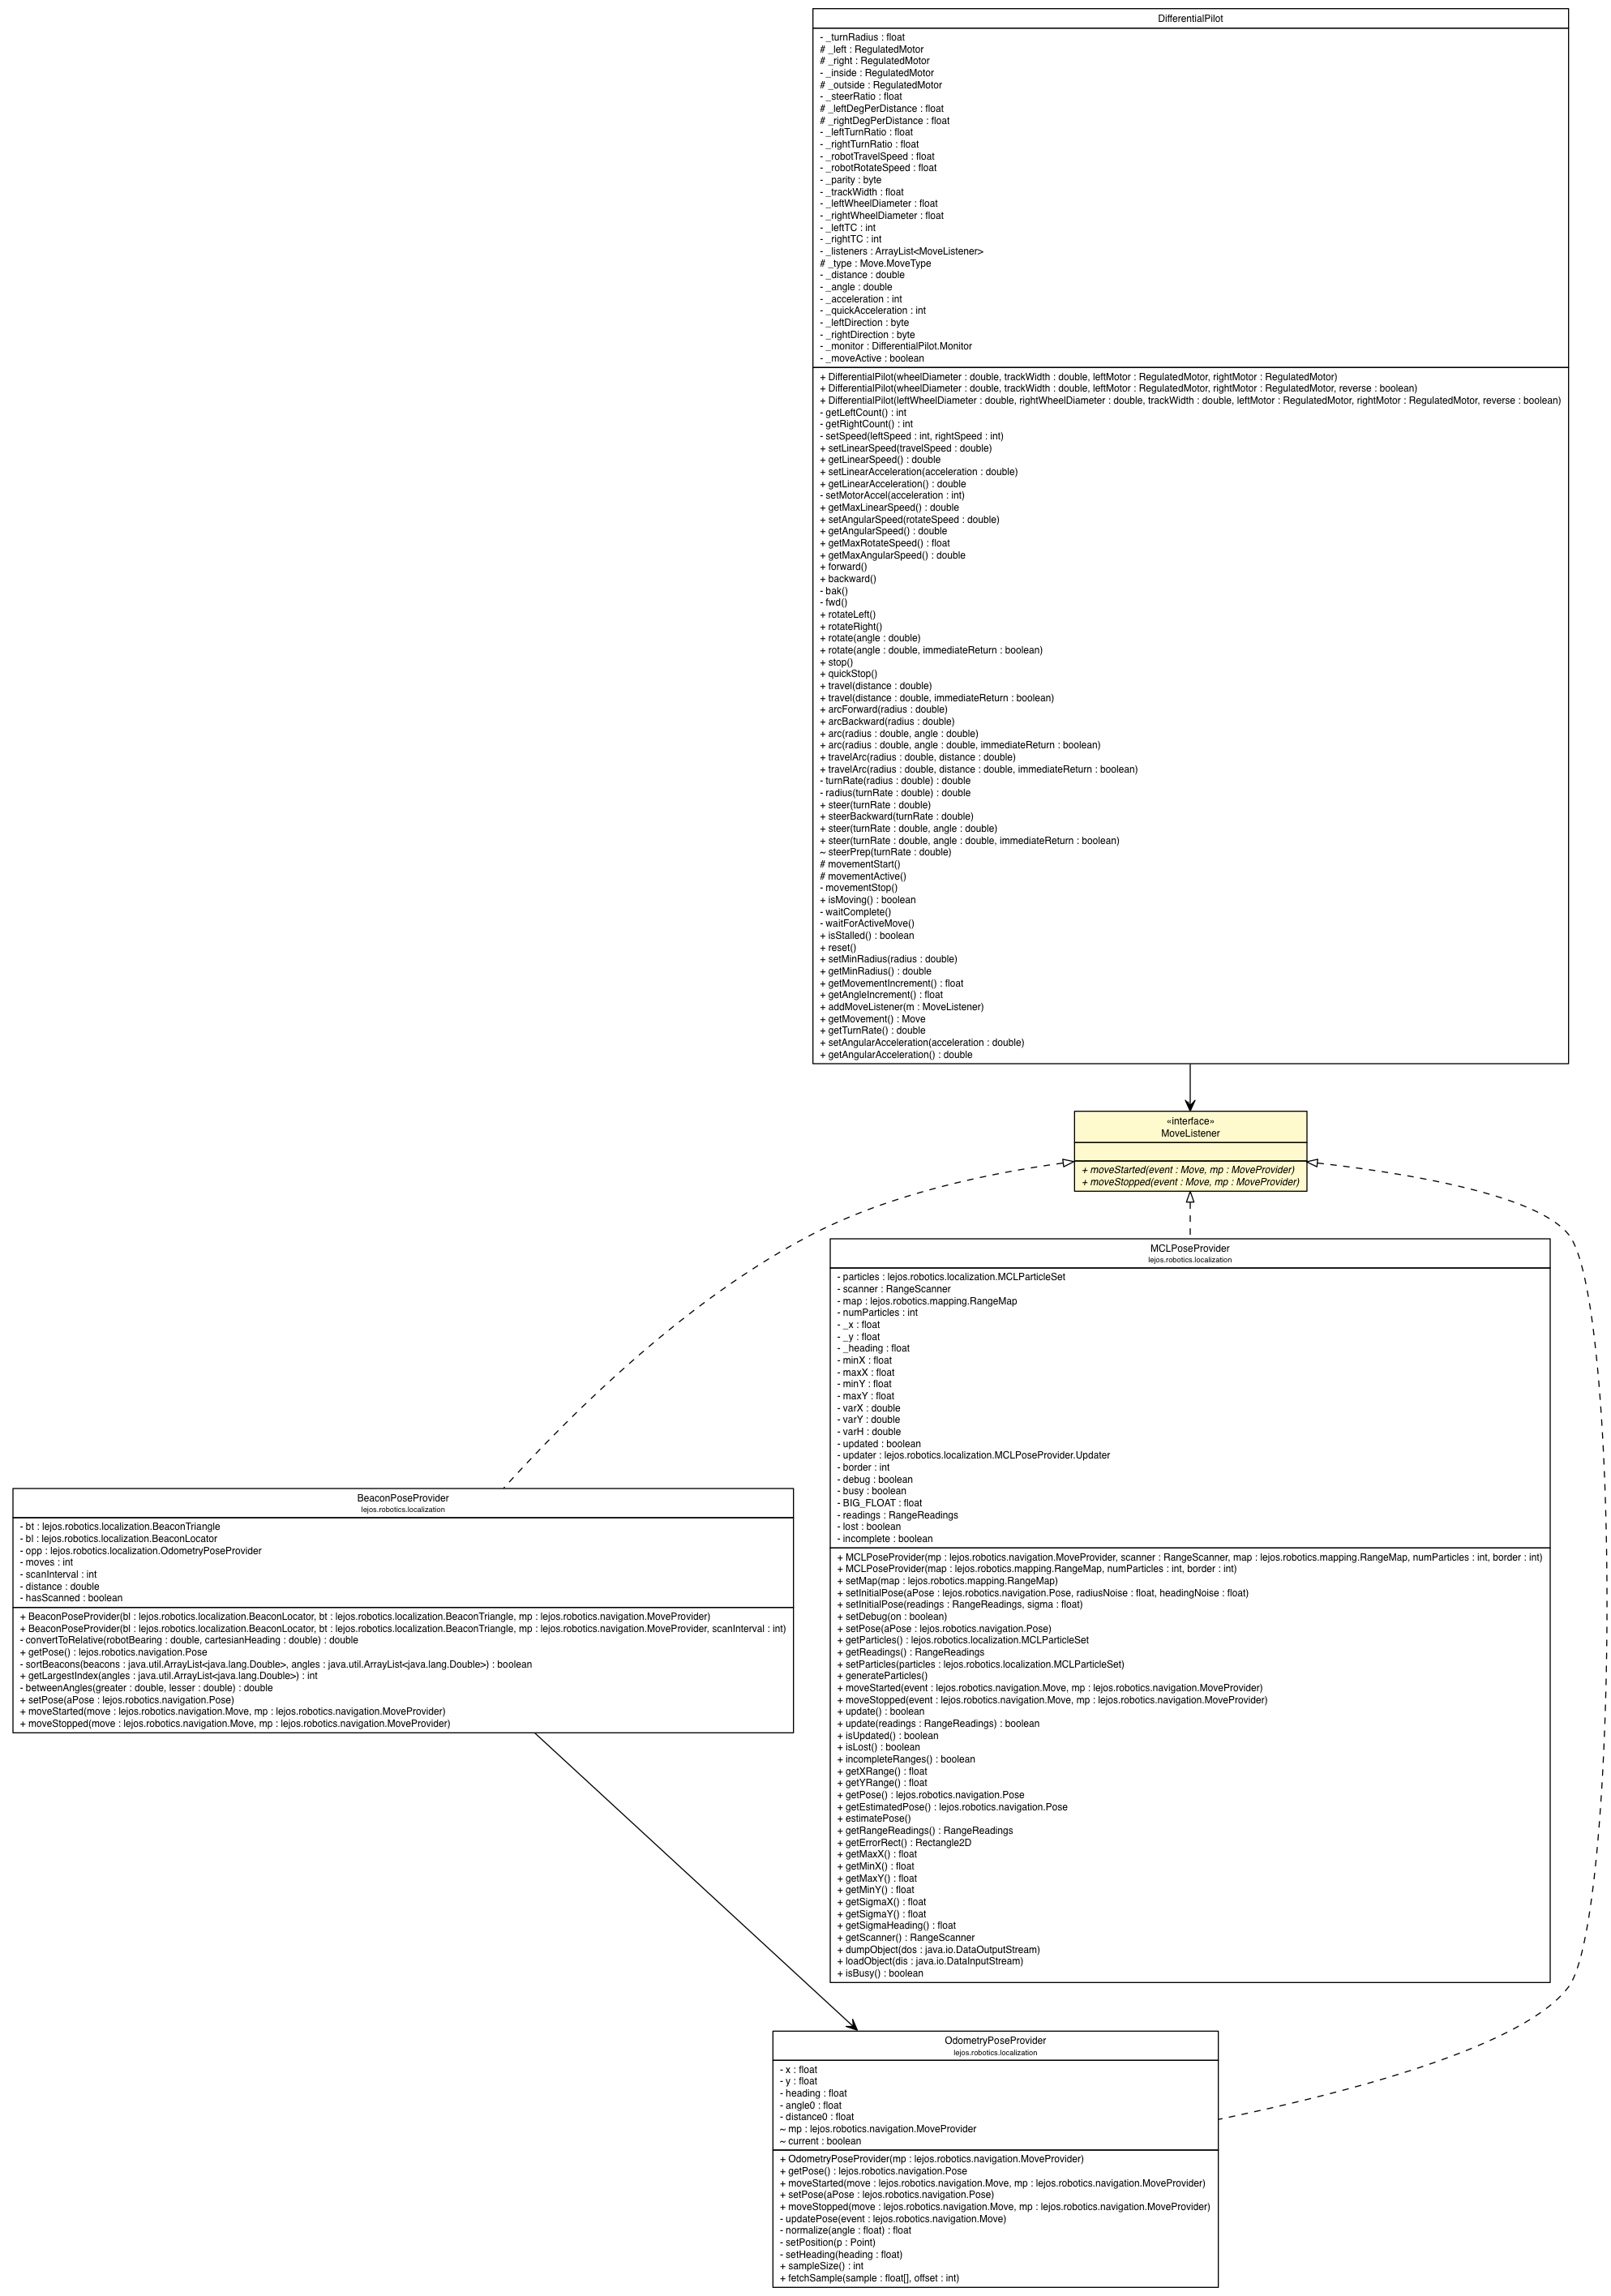 DifferentialPilot
- _turnRadius : float
# _left : RegulatedMotor
# _right : RegulatedMotor
- _inside : RegulatedMotor
# _outside : RegulatedMotor
- _steerRatio : float
# _leftDegPerDistance : float
# _rightDegPerDistance : float
- _leftTurnRatio : float
- _rightTurnRatio : float
- _robotTravelSpeed : float
- _robotRotateSpeed : float
- _parity : byte
- _trackWidth : float
- _leftWheelDiameter : float
- _rightWheelDiameter : float
- _leftTC : int
- _rightTC : int
- _listeners : ArrayList<MoveListener>
# _type : Move.MoveType
- _distance : double
- _angle : double
- _acceleration : int
- _quickAcceleration : int
- _leftDirection : byte
- _rightDirection : byte
- _monitor : DifferentialPilot.Monitor
- _moveActive : boolean
+ DifferentialPilot(wheelDiameter : double, trackWidth : double, leftMotor : RegulatedMotor, rightMotor : RegulatedMotor)
+ DifferentialPilot(wheelDiameter : double, trackWidth : double, leftMotor : RegulatedMotor, rightMotor : RegulatedMotor, reverse : boolean)
+ DifferentialPilot(leftWheelDiameter : double, rightWheelDiameter : double, trackWidth : double, leftMotor : RegulatedMotor, rightMotor : RegulatedMotor, reverse : boolean)
- getLeftCount() : int
- getRightCount() : int
- setSpeed(leftSpeed : int, rightSpeed : int)
+ setLinearSpeed(travelSpeed : double)
+ getLinearSpeed() : double
+ setLinearAcceleration(acceleration : double)
+ getLinearAcceleration() : double
- setMotorAccel(acceleration : int)
+ getMaxLinearSpeed() : double
+ setAngularSpeed(rotateSpeed : double)
+ getAngularSpeed() : double
+ getMaxRotateSpeed() : float
+ getMaxAngularSpeed() : double
+ forward()
+ backward()
- bak()
- fwd()
+ rotateLeft()
+ rotateRight()
+ rotate(angle : double)
+ rotate(angle : double, immediateReturn : boolean)
+ stop()
+ quickStop()
+ travel(distance : double)
+ travel(distance : double, immediateReturn : boolean)
+ arcForward(radius : double)
+ arcBackward(radius : double)
+ arc(radius : double, angle : double)
+ arc(radius : double, angle : double, immediateReturn : boolean)
+ travelArc(radius : double, distance : double)
+ travelArc(radius : double, distance : double, immediateReturn : boolean)
- turnRate(radius : double) : double
- radius(turnRate : double) : double
+ steer(turnRate : double)
+ steerBackward(turnRate : double)
+ steer(turnRate : double, angle : double)
+ steer(turnRate : double, angle : double, immediateReturn : boolean)
~ steerPrep(turnRate : double)
# movementStart()
# movementActive()
- movementStop()
+ isMoving() : boolean
- waitComplete()
- waitForActiveMove()
+ isStalled() : boolean
+ reset()
+ setMinRadius(radius : double)
+ getMinRadius() : double
+ getMovementIncrement() : float
+ getAngleIncrement() : float
+ addMoveListener(m : MoveListener)
+ getMovement() : Move
+ getTurnRate() : double
+ setAngularAcceleration(acceleration : double)
+ getAngularAcceleration() : double
«interface»
MoveListener
+ moveStarted(event : Move, mp : MoveProvider)
+ moveStopped(event : Move, mp : MoveProvider)
MCLPoseProvider
lejos.robotics.localization
- particles : lejos.robotics.localization.MCLParticleSet
- scanner : RangeScanner
- map : lejos.robotics.mapping.RangeMap
- numParticles : int
- _x : float
- _y : float
- _heading : float
- minX : float
- maxX : float
- minY : float
- maxY : float
- varX : double
- varY : double
- varH : double
- updated : boolean
- updater : lejos.robotics.localization.MCLPoseProvider.Updater
- border : int
- debug : boolean
- busy : boolean
- BIG_FLOAT : float
- readings : RangeReadings
- lost : boolean
- incomplete : boolean
+ MCLPoseProvider(mp : lejos.robotics.navigation.MoveProvider, scanner : RangeScanner, map : lejos.robotics.mapping.RangeMap, numParticles : int, border : int)
+ MCLPoseProvider(map : lejos.robotics.mapping.RangeMap, numParticles : int, border : int)
+ setMap(map : lejos.robotics.mapping.RangeMap)
+ setInitialPose(aPose : lejos.robotics.navigation.Pose, radiusNoise : float, headingNoise : float)
+ setInitialPose(readings : RangeReadings, sigma : float)
+ setDebug(on : boolean)
+ setPose(aPose : lejos.robotics.navigation.Pose)
+ getParticles() : lejos.robotics.localization.MCLParticleSet
+ getReadings() : RangeReadings
+ setParticles(particles : lejos.robotics.localization.MCLParticleSet)
+ generateParticles()
+ moveStarted(event : lejos.robotics.navigation.Move, mp : lejos.robotics.navigation.MoveProvider)
+ moveStopped(event : lejos.robotics.navigation.Move, mp : lejos.robotics.navigation.MoveProvider)
+ update() : boolean
+ update(readings : RangeReadings) : boolean
+ isUpdated() : boolean
+ isLost() : boolean
+ incompleteRanges() : boolean
+ getXRange() : float
+ getYRange() : float
+ getPose() : lejos.robotics.navigation.Pose
+ getEstimatedPose() : lejos.robotics.navigation.Pose
+ estimatePose()
+ getRangeReadings() : RangeReadings
+ getErrorRect() : Rectangle2D
+ getMaxX() : float
+ getMinX() : float
+ getMaxY() : float
+ getMinY() : float
+ getSigmaX() : float
+ getSigmaY() : float
+ getSigmaHeading() : float
+ getScanner() : RangeScanner
+ dumpObject(dos : java.io.DataOutputStream)
+ loadObject(dis : java.io.DataInputStream)
+ isBusy() : boolean
BeaconPoseProvider
lejos.robotics.localization
- bt : lejos.robotics.localization.BeaconTriangle
- bl : lejos.robotics.localization.BeaconLocator
- opp : lejos.robotics.localization.OdometryPoseProvider
- moves : int
- scanInterval : int
- distance : double
- hasScanned : boolean
+ BeaconPoseProvider(bl : lejos.robotics.localization.BeaconLocator, bt : lejos.robotics.localization.BeaconTriangle, mp : lejos.robotics.navigation.MoveProvider)
+ BeaconPoseProvider(bl : lejos.robotics.localization.BeaconLocator, bt : lejos.robotics.localization.BeaconTriangle, mp : lejos.robotics.navigation.MoveProvider, scanInterval : int)
- convertToRelative(robotBearing : double, cartesianHeading : double) : double
+ getPose() : lejos.robotics.navigation.Pose
- sortBeacons(beacons : java.util.ArrayList<java.lang.Double>, angles : java.util.ArrayList<java.lang.Double>) : boolean
+ getLargestIndex(angles : java.util.ArrayList<java.lang.Double>) : int
- betweenAngles(greater : double, lesser : double) : double
+ setPose(aPose : lejos.robotics.navigation.Pose)
+ moveStarted(move : lejos.robotics.navigation.Move, mp : lejos.robotics.navigation.MoveProvider)
+ moveStopped(move : lejos.robotics.navigation.Move, mp : lejos.robotics.navigation.MoveProvider)
OdometryPoseProvider
lejos.robotics.localization
- x : float
- y : float
- heading : float
- angle0 : float
- distance0 : float
~ mp : lejos.robotics.navigation.MoveProvider
~ current : boolean
+ OdometryPoseProvider(mp : lejos.robotics.navigation.MoveProvider)
+ getPose() : lejos.robotics.navigation.Pose
+ moveStarted(move : lejos.robotics.navigation.Move, mp : lejos.robotics.navigation.MoveProvider)
+ setPose(aPose : lejos.robotics.navigation.Pose)
+ moveStopped(move : lejos.robotics.navigation.Move, mp : lejos.robotics.navigation.MoveProvider)
- updatePose(event : lejos.robotics.navigation.Move)
- normalize(angle : float) : float
- setPosition(p : Point)
- setHeading(heading : float)
+ sampleSize() : int
+ fetchSample(sample : float[], offset : int)